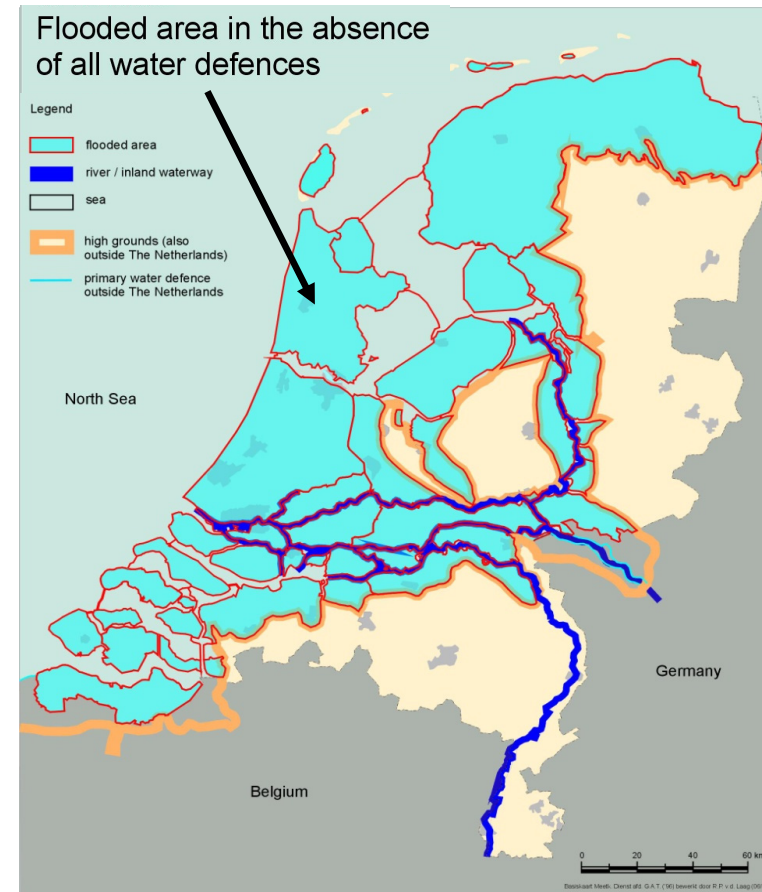 Flooded area in the absence
of all water defences
Legend
flooded area
river / inland waterway
sea
high grounds (also
outside The Netherlands)
primary water defence
outside The Netherlands
North Sea
Germany
Belgium
0 20 40 60 km